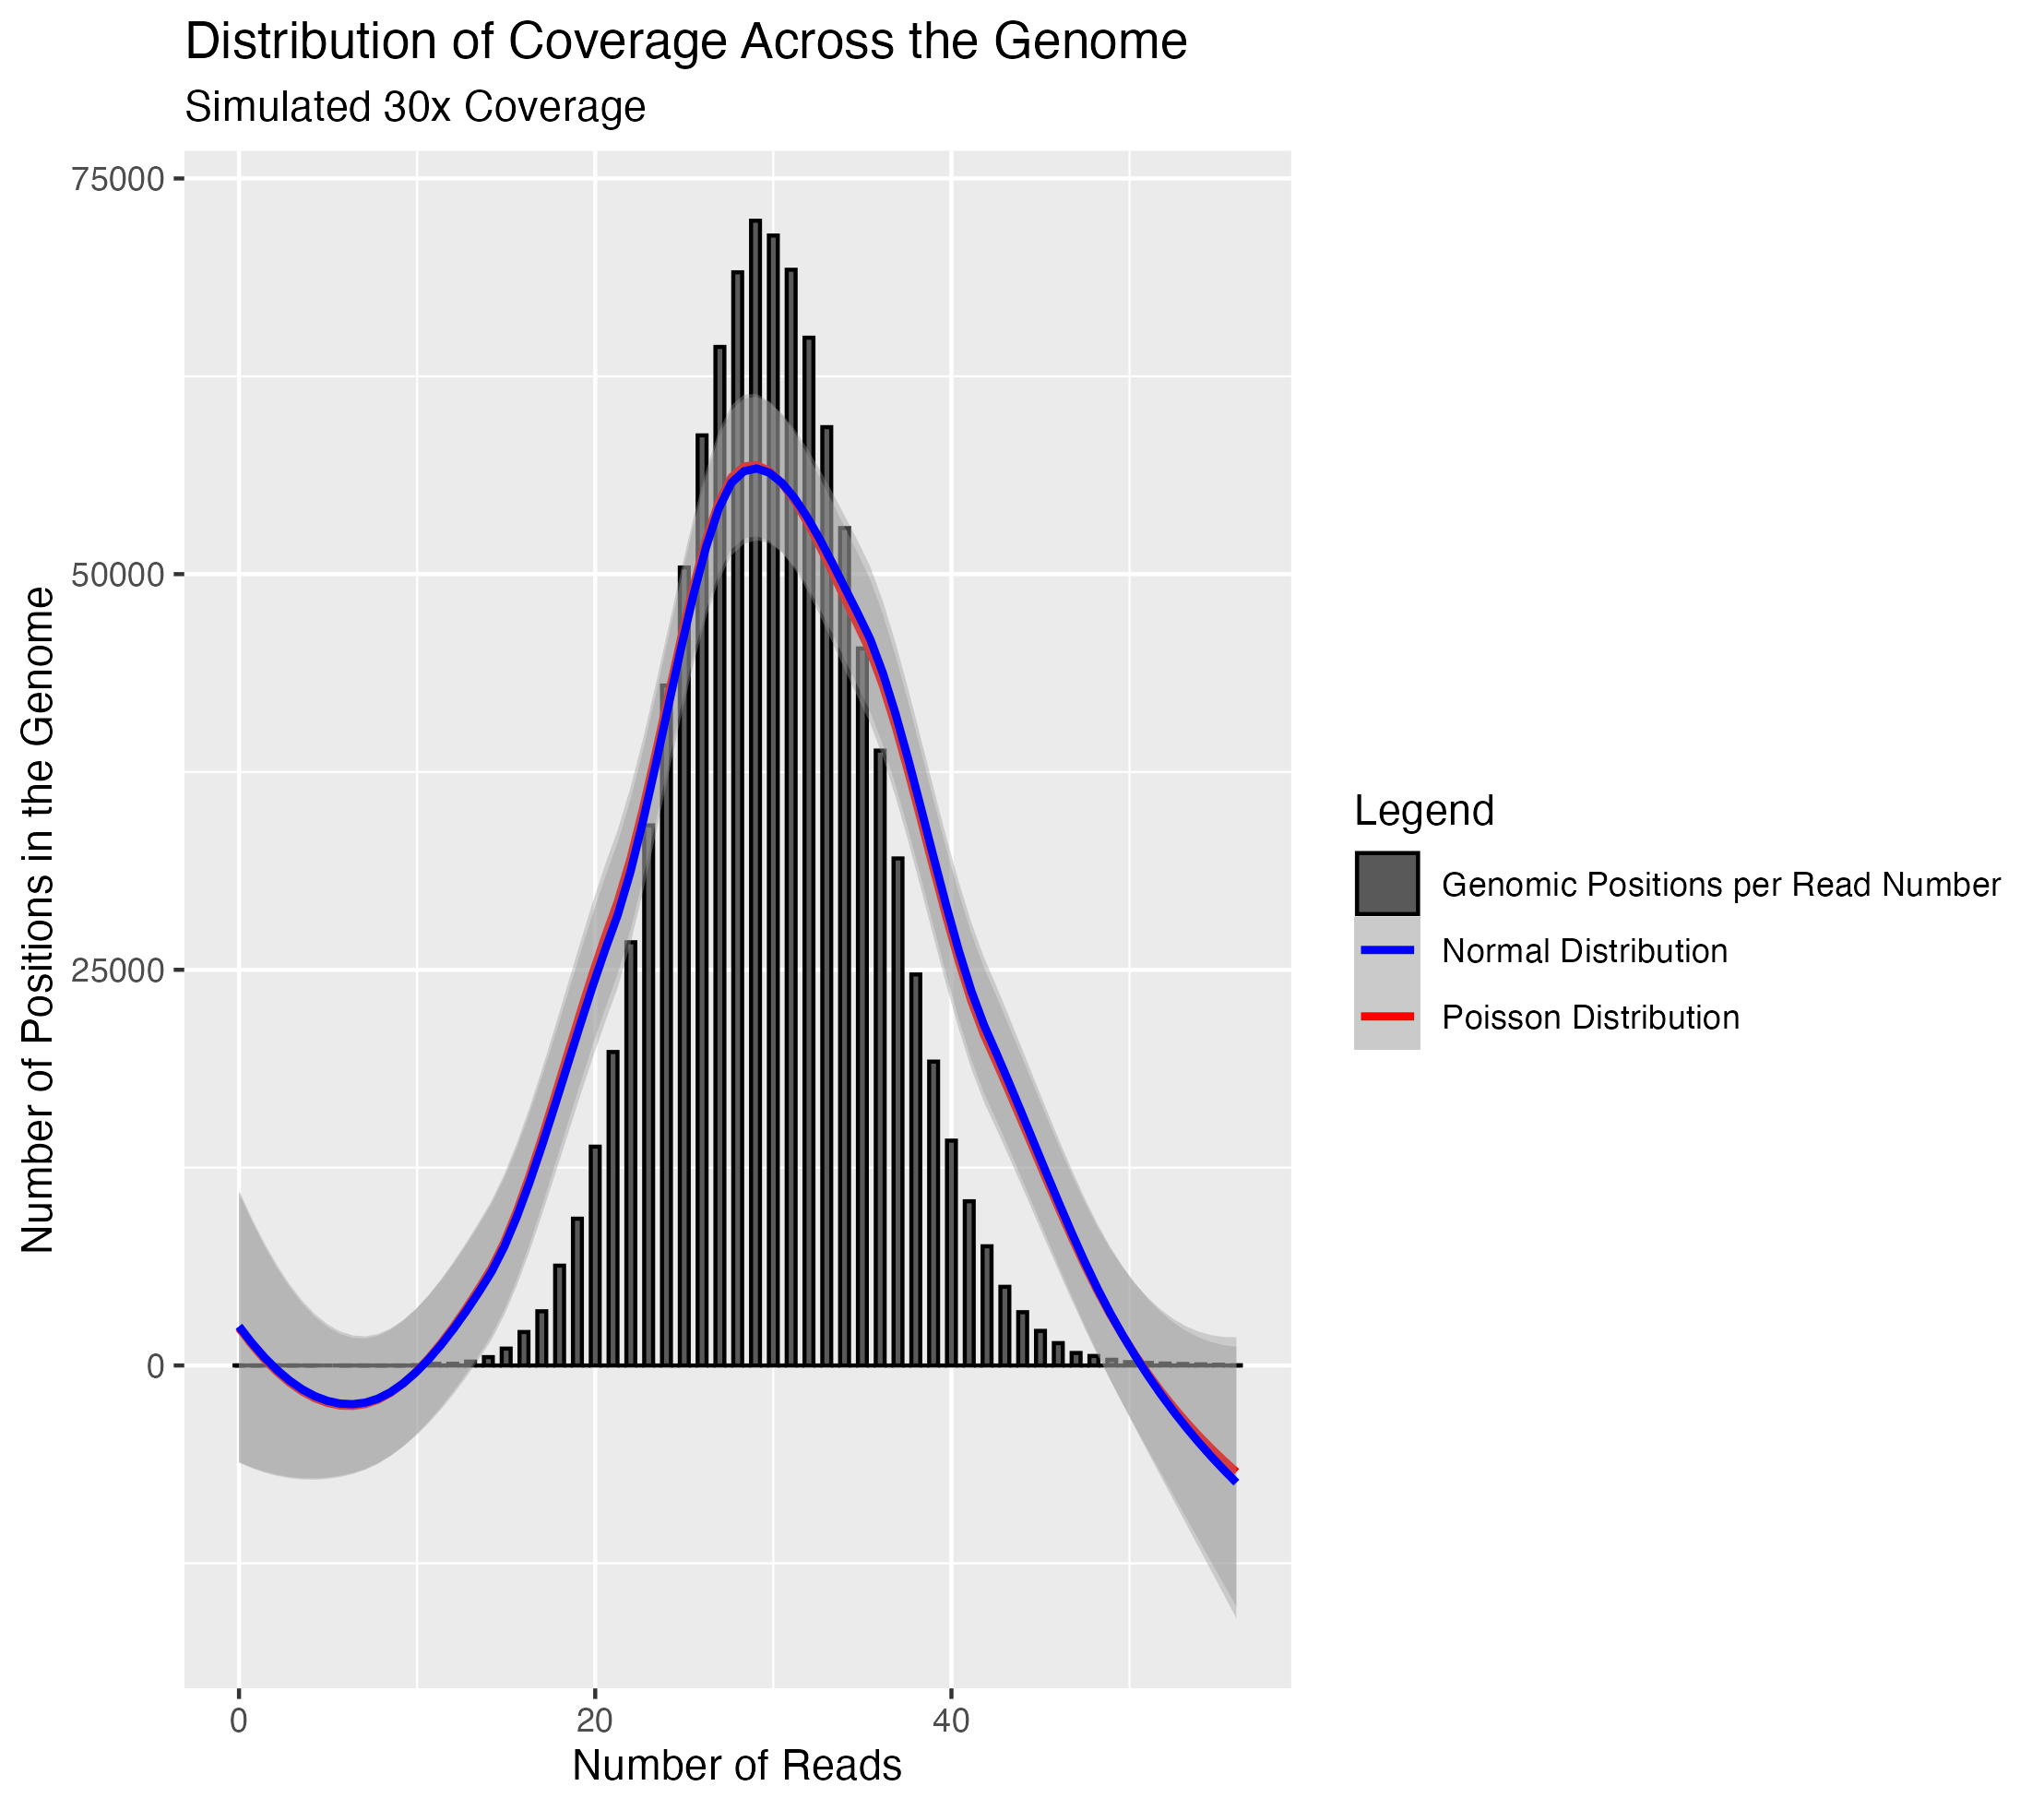 Distribution of Coverage Across the Genome
Simulated 30x Coverage
Number of Positions in the Genome
75000
50000
25000
0
0 20 40
Number of Reads
Legend
Genomic Positions per Read Number
Normal Distribution
Poisson Distribution